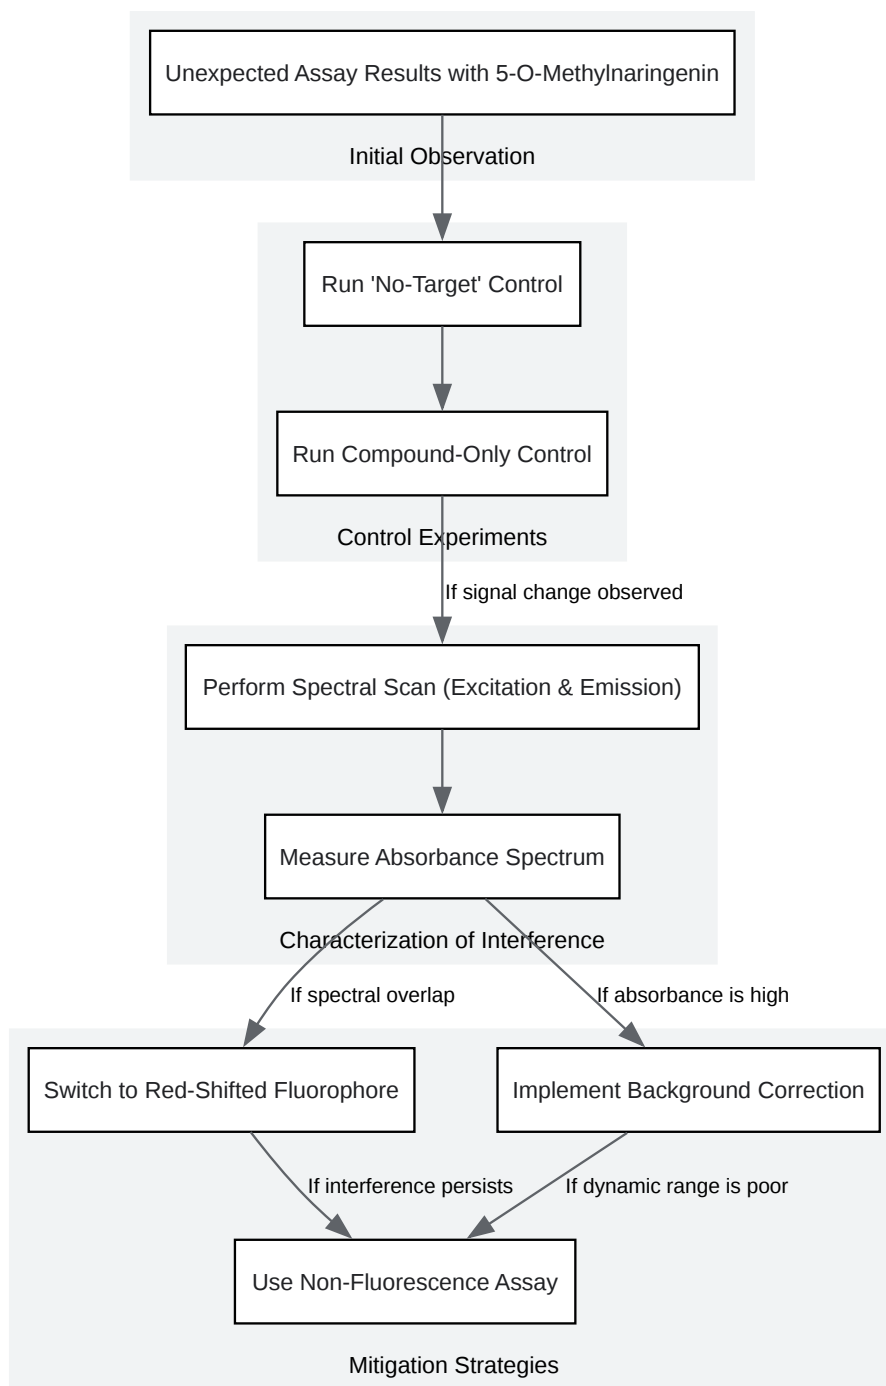 Unexpected Assay Results with 5-O-Methylnaringenin
Initial Observation
Run 'No-Target' Control
Run Compound-Only Control
Control Experiments
If signal change observed
Perform Spectral Scan (Excitation & Emission)
Measure Absorbance Spectrum
Characterization of Interference
If spectral overlap
If absorbance is high
Switch to Red-Shifted Fluorophore
Implement Background Correction
If interference persists
If dynamic range is poor
Use Non-Fluorescence Assay
Mitigation Strategies